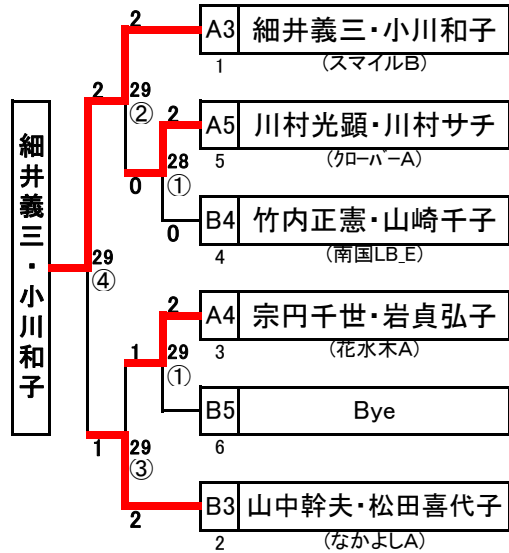 2
A3 細井義三・小川和子
1 (スマイルB)
2 29
②
2
A5 川村光顕・川村サチ
28
5 (クローバーA)
0 ①
0
B4 竹内正憲・山崎千子
4 (南国LB_E)
細井義三・小川和子
29
④
2
A4 宗円千世・岩貞弘子
1 29
3 (花水木A)
①
B5 Bye
6
1 29
③
2
B3 山中幹夫・松田喜代子
2 (なかよしA)